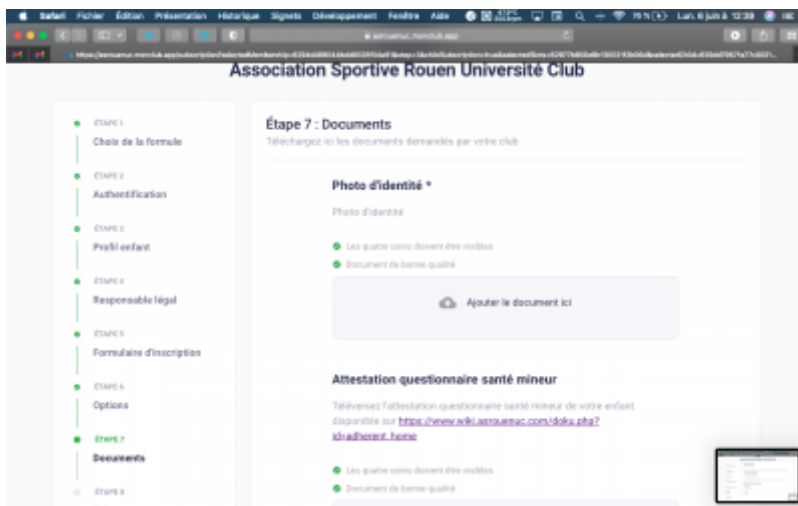 Safari Fichier Édition Présentation Historique Signets Développement Fenêtre Aide Lun. 6 juin à 12:39
asrouenuc.monclub.app
Association Sportive Rouen Université Club
ÉTAPE 1
Choix de la formule
ÉTAPE 2
Authentification
ÉTAPE 3
Profil enfant
ÉTAPE 4
Responsable légal
ÉTAPE 5
Formulaire d'inscription
ÉTAPE 6
Options
ÉTAPE 7
Documents
ÉTAPE 8
Étape 7 : Documents
Téléchargez ici les documents demandés par votre club
Photo d'identité *
Photo d'identité
Les quatre coins doivent être visibles
Document de bonne qualité
Ajouter le document ici
Attestation questionnaire santé mineur
Téléversez l'attestation questionnaire santé mineur de votre enfant
disponible sur https://www.wiki.asrouenuc.com/doku.php?
id=adherent_home
Les quatre coins doivent être visibles
Document de bonne qualité